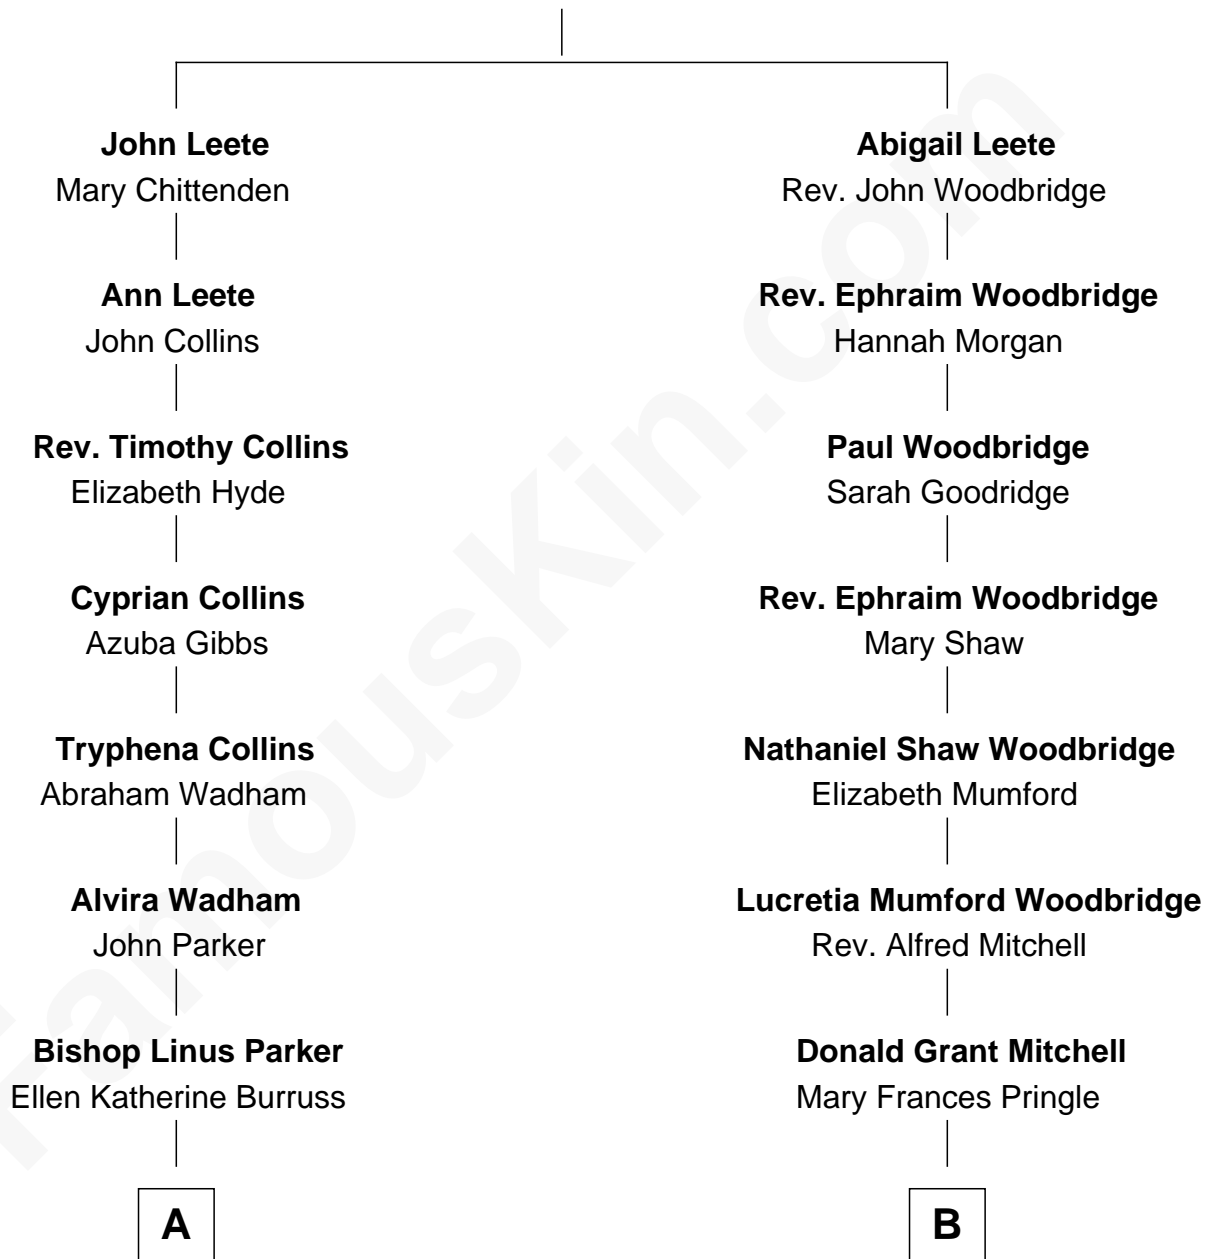 John Leete
Mary Chittenden
Ann Leete
John Collins
Rev. Timothy Collins
Elizabeth Hyde
Cyprian Collins
Azuba Gibbs
Tryphena Collins
Abraham Wadham
Alvira Wadham
John Parker
Bishop Linus Parker
Ellen Katherine Burruss
A
Abigail Leete
Rev. John Woodbridge
Rev. Ephraim Woodbridge
Hannah Morgan
Paul Woodbridge
Sarah Goodridge
Rev. Ephraim Woodbridge
Mary Shaw
Nathaniel Shaw Woodbridge
Elizabeth Mumford
Lucretia Mumford Woodbridge
Rev. Alfred Mitchell
Donald Grant Mitchell
Mary Frances Pringle
B
FamousKin.com